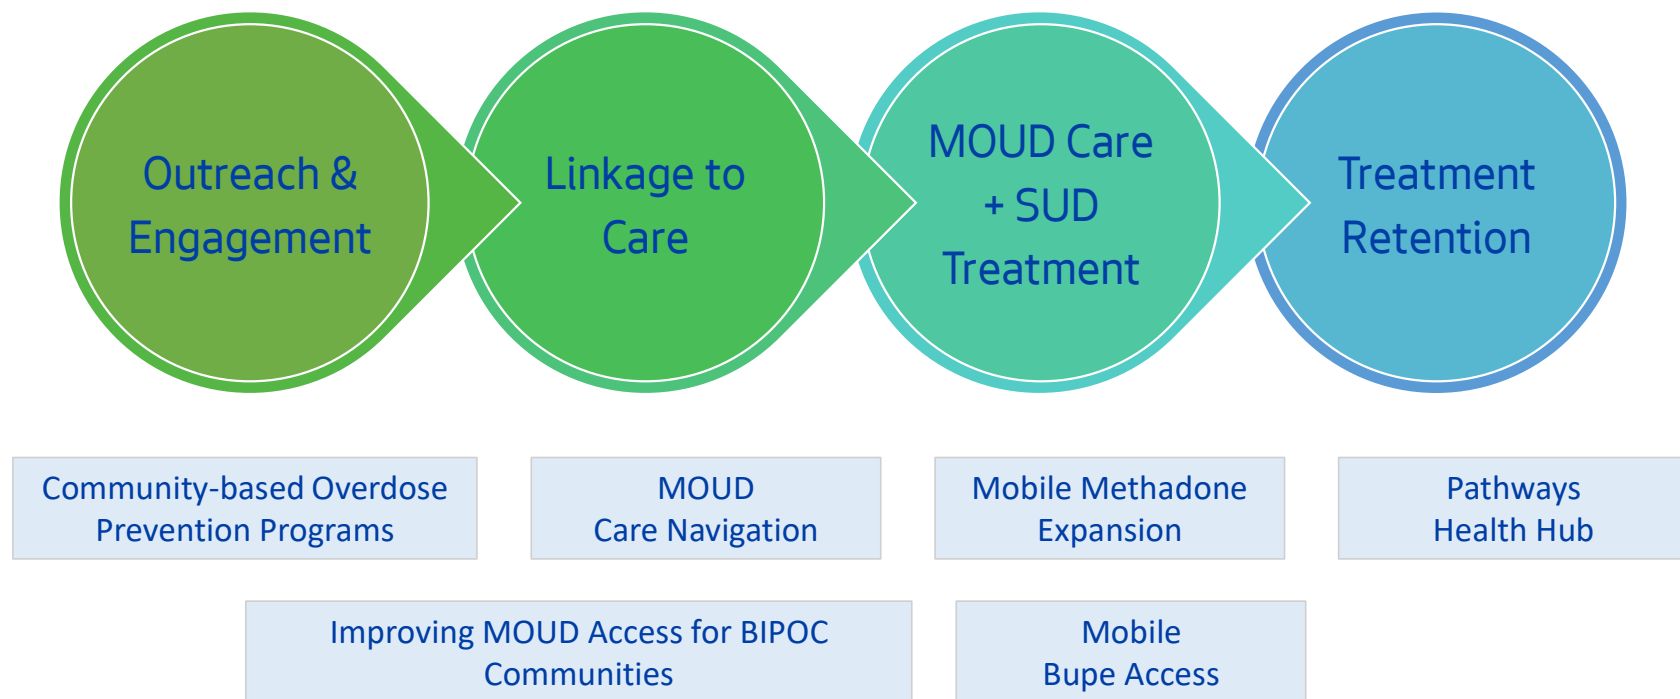 Outreach &
Engagement
Linkage to
Care
MOUD Care
+ SUD
Treatment
Treatment
Retention
Community-based Overdose
Prevention Programs
MOUD
Care Navigation
Mobile Methadone
Expansion
Pathways
Health Hub
Improving MOUD Access for BIPOC
Communities
Mobile
Bupe Access